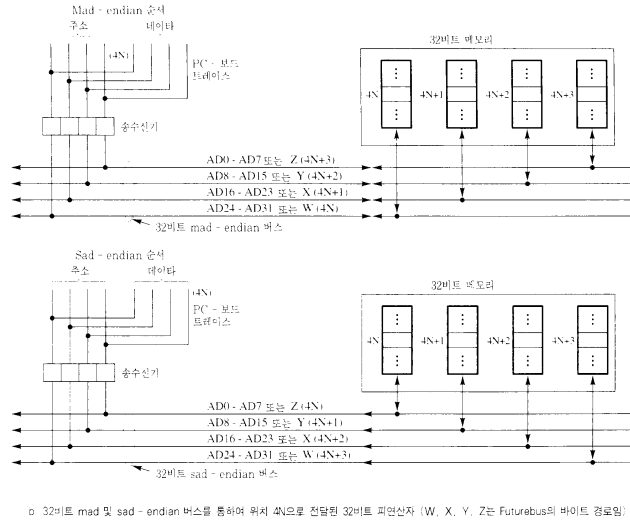 Mad - endian 순서
주소 데이타
(4N)
PC - 보드
트레이스
송수신기
32비트 메모리
4N 4N+1 4N+2 4N+3
AD0 - AD7 또는 Z (4N+3)
AD8 - AD15 또는 Y (4N+2)
AD16 - AD23 또는 X (4N+1)
AD24 - AD31 또는 W (4N)
32비트 mad - endian 버스
Sad - endian 순서
주소 데이타
(4N)
PC - 보드
트레이스
송수신기
32비트 메모리
4N 4N+1 4N+2 4N+3
AD0 - AD7 또는 Z (4N)
AD8 - AD15 또는 Y (4N+1)
AD16 - AD23 또는 X (4N+2)
AD24 - AD31 또는 W (4N+3)
32비트 sad - endian 버스
▫ 32비트 mad 및 sad - endian 버스를 통하여 위치 4N으로 전달된 32비트 피연산자 (W, X, Y, Z는 Futurebus의 바이트 경로임)